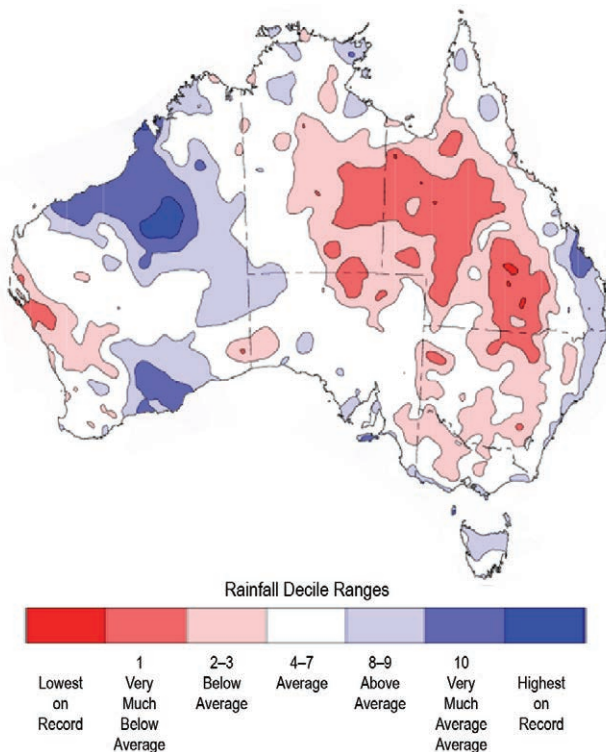 Rainfall Decile Ranges
1 2–3 4–7 8–9 10
Lowest on Record
Very Much Below Average
Below Average
Average
Above Average
Very Much Average Average
Highest on Record